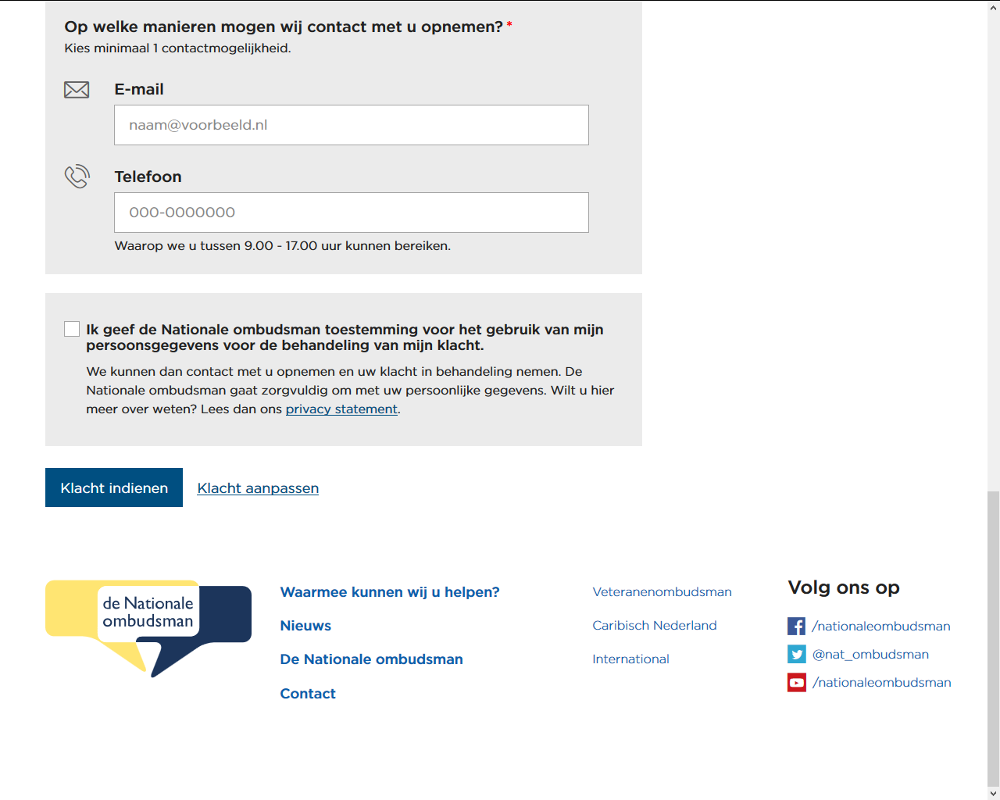 Op welke manieren mogen wij contact met u opnemen? *
Kies minimaal 1 contactmogelijkheid.
E-mail
naam@voorbeeld.nl
Telefoon
000-0000000
Waarop we u tussen 9.00 - 17.00 uur kunnen bereiken.
Ik geef de Nationale ombudsman toestemming voor het gebruik van mijn
persoonsgegevens voor de behandeling van mijn klacht.
We kunnen dan contact met u opnemen en uw klacht in behandeling nemen. De
Nationale ombudsman gaat zorgvuldig om met uw persoonlijke gegevens. Wilt u hier
meer over weten? Lees dan ons privacy statement.
Klacht indienen
Klacht aanpassen
de Nationale
ombudsman
Waarmee kunnen wij u helpen?
Nieuws
De Nationale ombudsman
Contact
Veteranenombudsman
Caribisch Nederland
International
Volg ons op
/nationaleombudsman
@nat_ombudsman
/nationaleombudsman